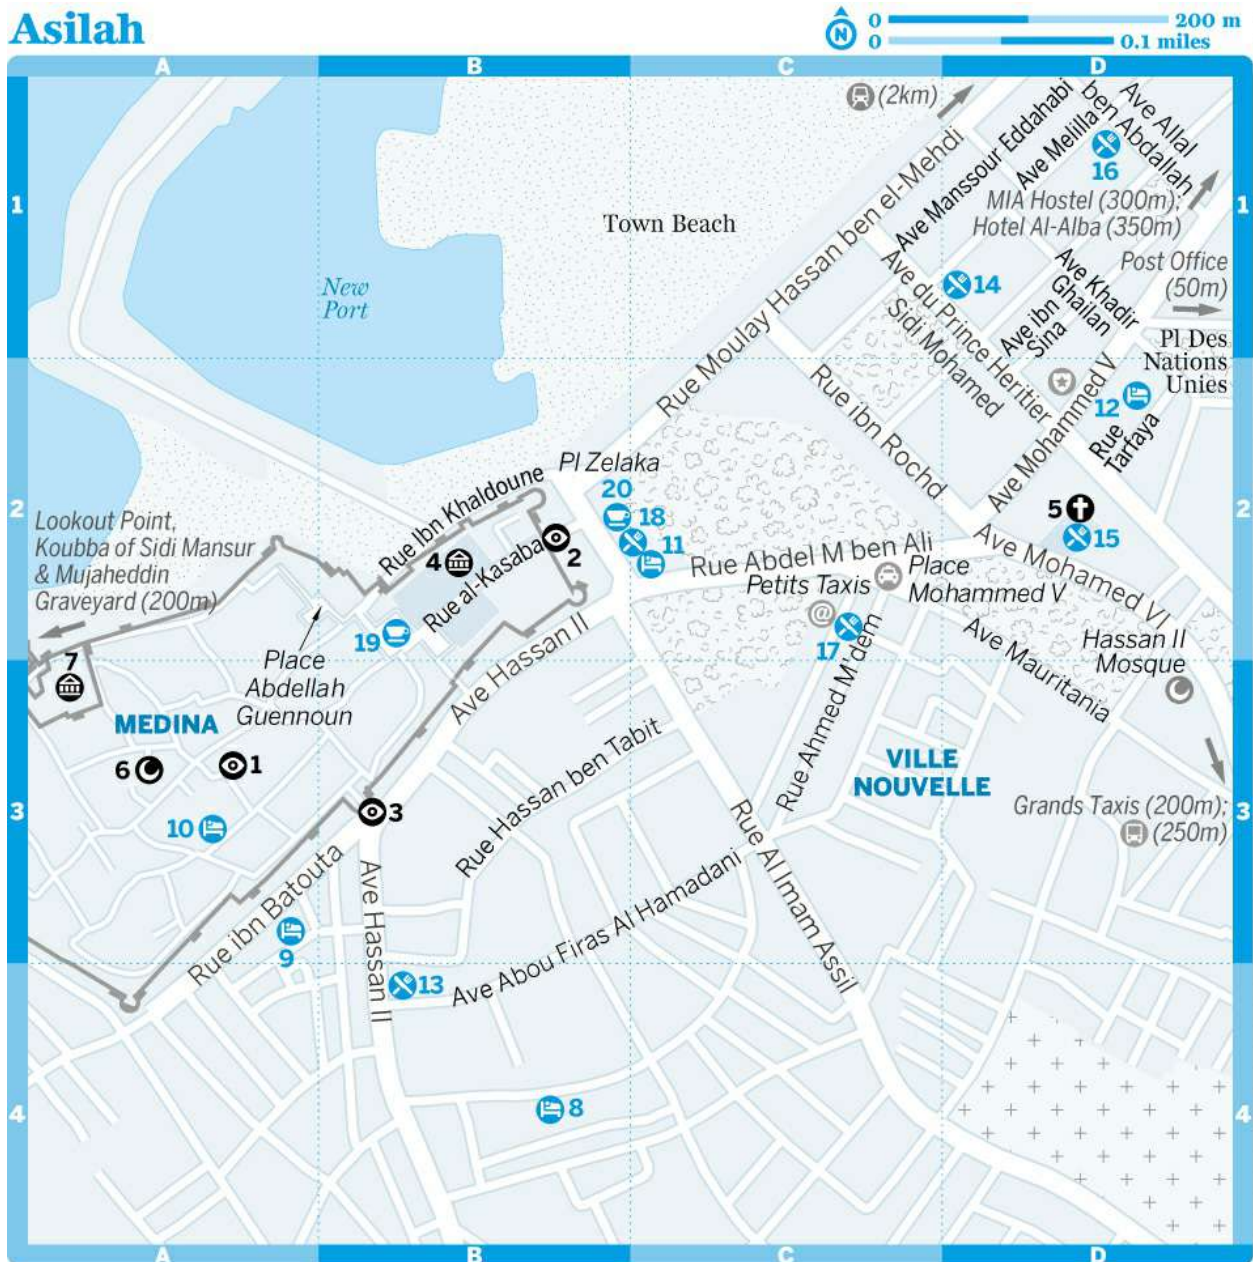 Asilah
N
0
200 m
0
0.1 miles
A
B
C
D
1
1
(2km)
Ave Manssour Eddahabi
Ave Melilla
Ave Allal
ben Abdallah
16
MIA Hostel (300m);
Hotel Al-Alba (350m)
Town Beach
Rue Moulay Hassan ben el-Mehdi
New
Port
Ave du Prince Heritier
Sidi Mohamed
14
Ave Khadir
Ghailan
Ave ibn
Sina
Post Office
(50m)
Pl Des
Nations
Unies
2
2
Rue ibn Rochd
Ave Mohammed V
12
Rue
Tarfaya
Pl Zelaka
20
18
11
Rue Ibn Khaldoune
4
Rue al-Kasaba
2
Lookout Point,
Koubba of Sidi Mansur
& Mujaheddin
Graveyard (200m)
5
15
Rue Abdel M ben Ali
Petits Taxis
@
Place
Mohammed V
Ave Mohamed VI
17
19
Place
Abdellah
Guennoun
Ave Hassan II
Ave Mauritania
Hassan II
Mosque
3
3
7
MEDINA
6
1
10
3
Rue Hassan ben Tabit
Rue Ahmed M'dem
VILLE
NOUVELLE
Grands Taxis (200m);
(250m)
Rue ibn Batouta
9
Ave Hassan II
Rue Al Imam Assil
Ave Abou Firas Al Hamadani
13
4
4
8
A
B
C
D